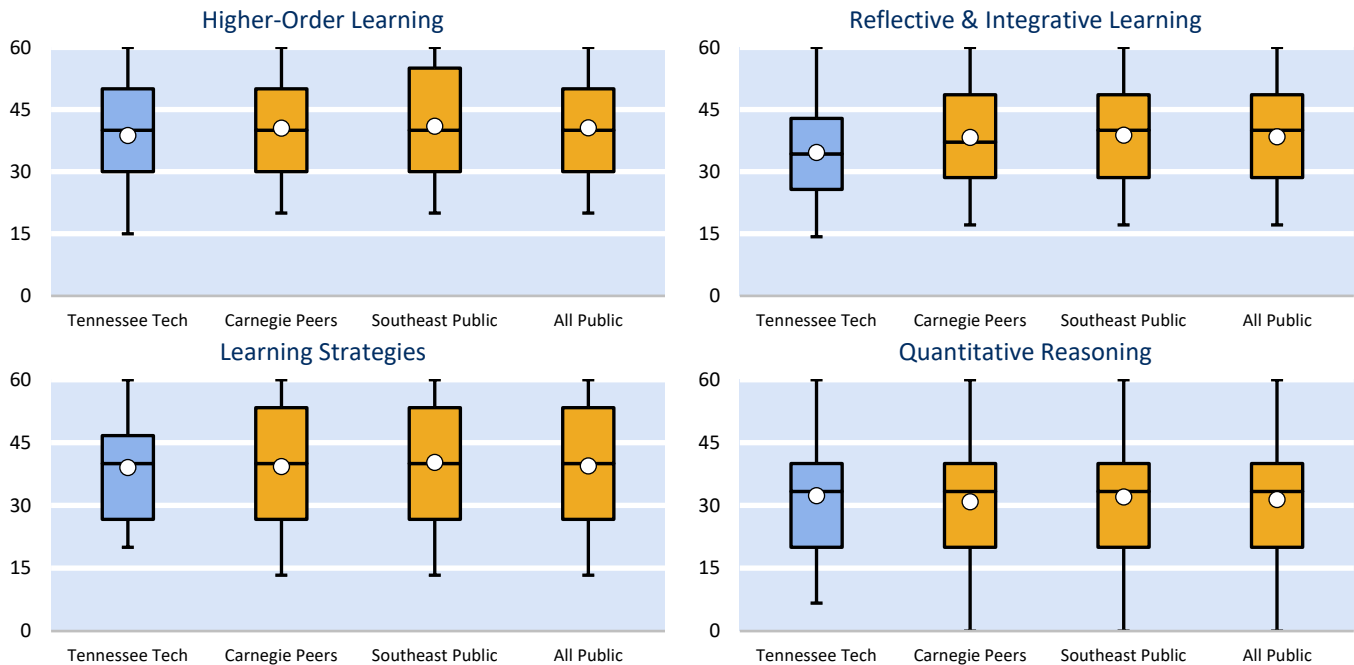 Higher-Order Learning
60
45
30
15
0
Tennessee Tech Carnegie Peers Southeast Public All Public
Reflective & Integrative Learning
60
45
30
15
0
Tennessee Tech Carnegie Peers Southeast Public All Public
Learning Strategies
60
45
30
15
0
Tennessee Tech Carnegie Peers Southeast Public All Public
Quantitative Reasoning
60
45
30
15
0
Tennessee Tech Carnegie Peers Southeast Public All Public